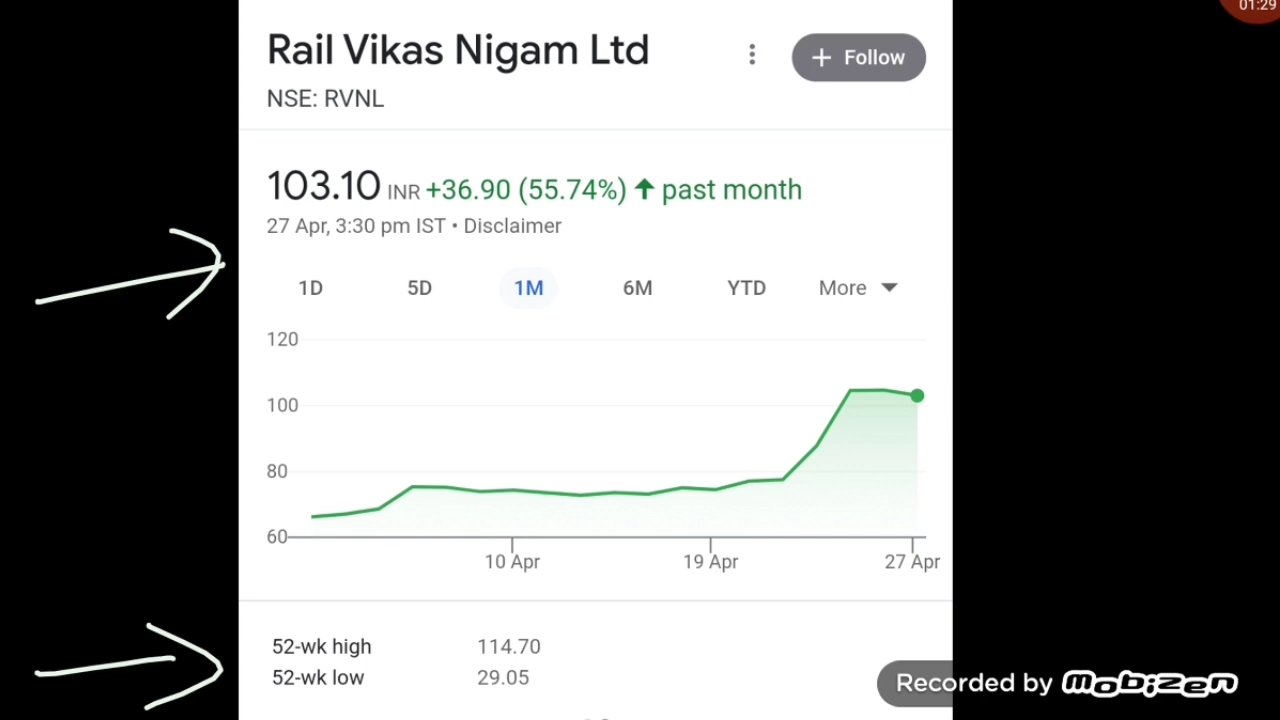 01:29
Rail Vikas Nigam Ltd
+ Follow
NSE: RVNL
103.10 INR +36.90 (55.74%) ↑ past month
27 Apr, 3:30 pm IST • Disclaimer
1D 5D 1M 6M YTD More
120
100
80
60
10 Apr 19 Apr 27 Apr
52-wk high 114.70
52-wk low 29.05
Recorded by Mobizen